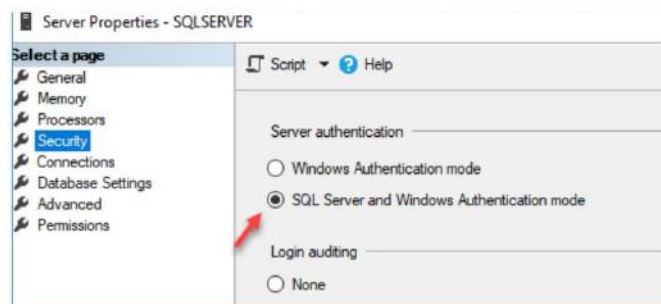 Server Properties - SQLSERVER
Select a page
General
Memory
Processors
Security
Connections
Database Settings
Advanced
Permissions
Script
Help
Server authentication
Windows Authentication mode
SQL Server and Windows Authentication mode
Login auditing
None